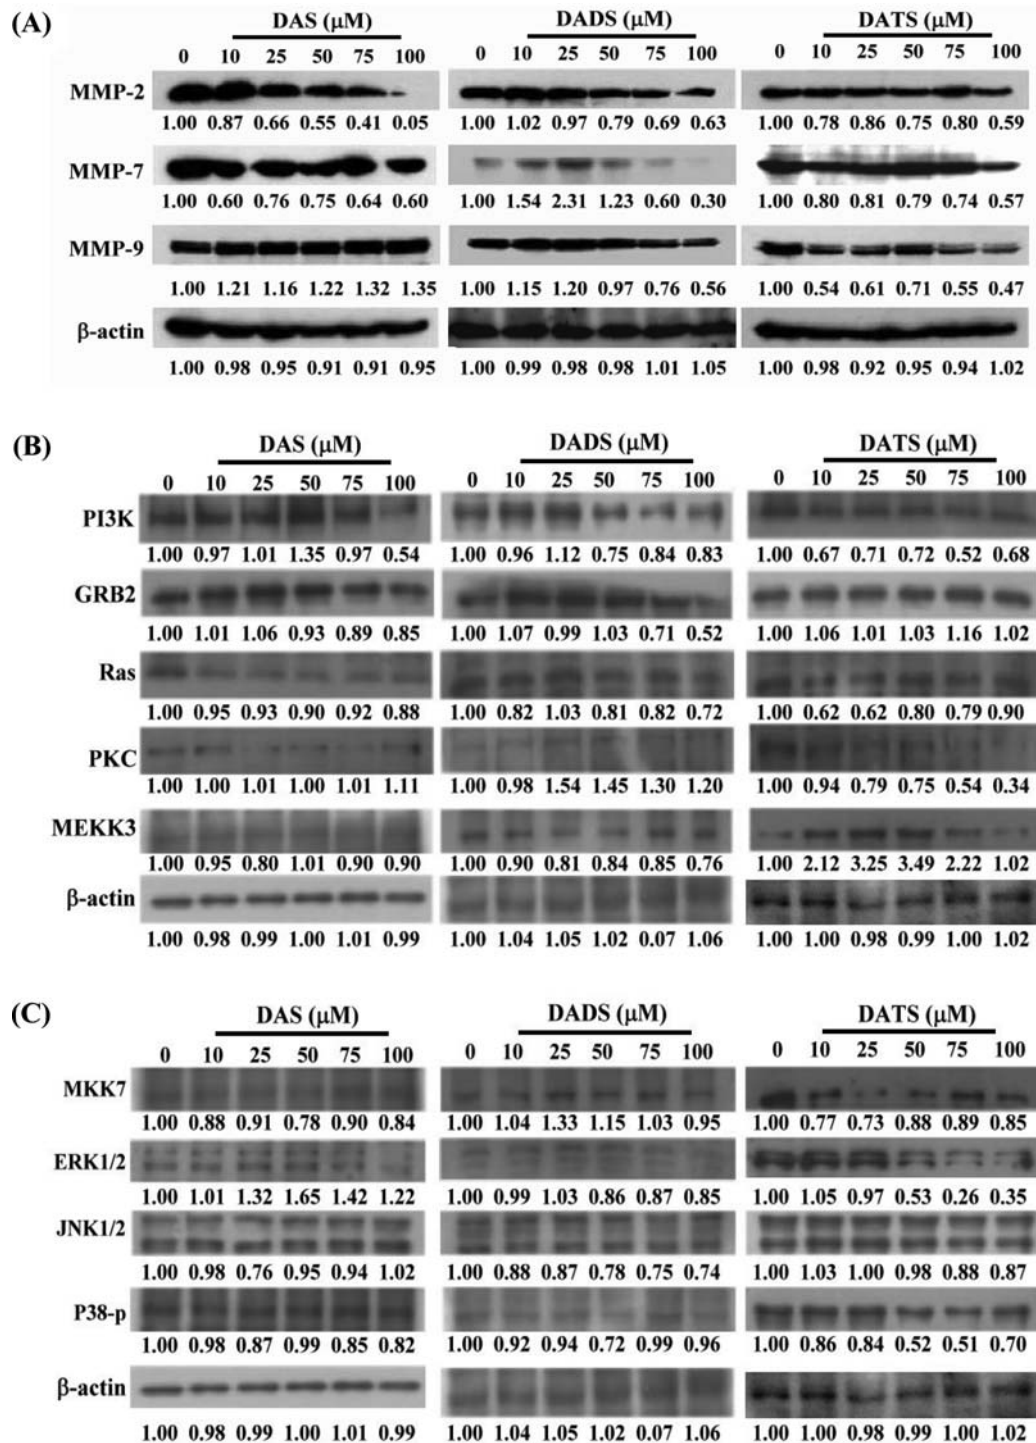 (A) DAS (μM) DADS (μM) DATS (μM)
0 10 25 50 75 100 0 10 25 50 75 100 0 10 25 50 75 100
MMP-2
1.00 0.87 0.66 0.55 0.41 0.05 1.00 1.02 0.97 0.79 0.69 0.63 1.00 0.78 0.86 0.75 0.80 0.59
MMP-7
1.00 0.60 0.76 0.75 0.64 0.60 1.00 1.54 2.31 1.23 0.60 0.30 1.00 0.80 0.81 0.79 0.74 0.57
MMP-9
1.00 1.21 1.16 1.22 1.32 1.35 1.00 1.15 1.20 0.97 0.76 0.56 1.00 0.54 0.61 0.71 0.55 0.47
β-actin
1.00 0.98 0.95 0.91 0.91 0.95 1.00 0.99 0.98 0.98 1.01 1.05 1.00 0.98 0.92 0.95 0.94 1.02
(B) DAS (μM) DADS (μM) DATS (μM)
0 10 25 50 75 100 0 10 25 50 75 100 0 10 25 50 75 100
PI3K
1.00 0.97 1.01 1.35 0.97 0.54 1.00 0.96 1.12 0.75 0.84 0.83 1.00 0.67 0.71 0.72 0.52 0.68
GRB2
1.00 1.01 1.06 0.93 0.89 0.85 1.00 1.07 0.99 1.03 0.71 0.52 1.00 1.06 1.01 1.03 1.16 1.02
Ras
1.00 0.95 0.93 0.90 0.92 0.88 1.00 0.82 1.03 0.81 0.82 0.72 1.00 0.62 0.62 0.80 0.79 0.90
PKC
1.00 1.00 1.01 1.00 1.01 1.11 1.00 0.98 1.54 1.45 1.30 1.20 1.00 0.94 0.79 0.75 0.54 0.34
MEKK3
1.00 0.95 0.80 1.01 0.90 0.90 1.00 0.90 0.81 0.84 0.85 0.76 1.00 2.12 3.25 3.49 2.22 1.02
β-actin
1.00 0.98 0.99 1.00 1.01 0.99 1.00 1.04 1.05 1.02 0.07 1.06 1.00 1.00 0.98 0.99 1.00 1.02
(C) DAS (μM) DADS (μM) DATS (μM)
0 10 25 50 75 100 0 10 25 50 75 100 0 10 25 50 75 100
MKK7
1.00 0.88 0.91 0.78 0.90 0.84 1.00 1.04 1.33 1.15 1.03 0.95 1.00 0.77 0.73 0.88 0.89 0.85
ERK1/2
1.00 1.01 1.32 1.65 1.42 1.22 1.00 0.99 1.03 0.86 0.87 0.85 1.00 1.05 0.97 0.53 0.26 0.35
JNK1/2
1.00 0.98 0.76 0.95 0.94 1.02 1.00 0.88 0.87 0.78 0.75 0.74 1.00 1.03 1.00 0.98 0.88 0.87
P38-p
1.00 0.98 0.87 0.99 0.85 0.82 1.00 0.92 0.94 0.72 0.99 0.96 1.00 0.86 0.84 0.52 0.51 0.70
β-actin
1.00 0.98 0.99 1.00 1.01 0.99 1.00 1.04 1.05 1.02 0.07 1.06 1.00 1.00 0.98 0.99 1.00 1.02